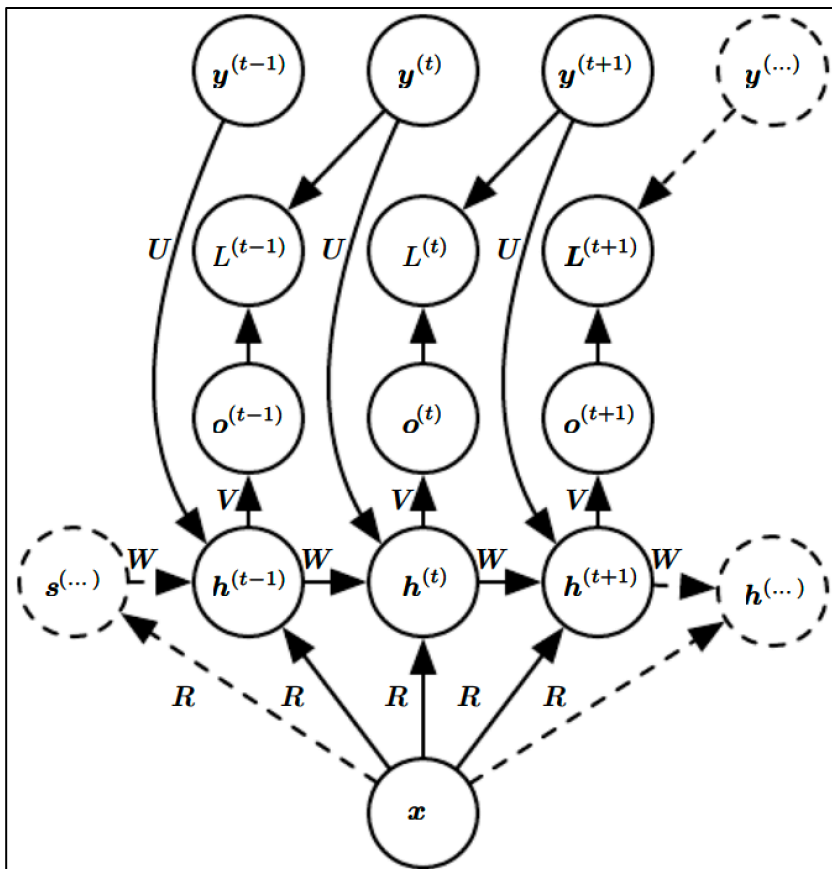 y^(t−1) y^(t) y^(t+1) y^(...)
U L^(t−1) U L^(t) U L^(t+1)
o^(t−1) o^(t) o^(t+1)
V V V
s^(...) W h^(t−1) W h^(t) W h^(t+1) W h^(...)
R R R R R
x